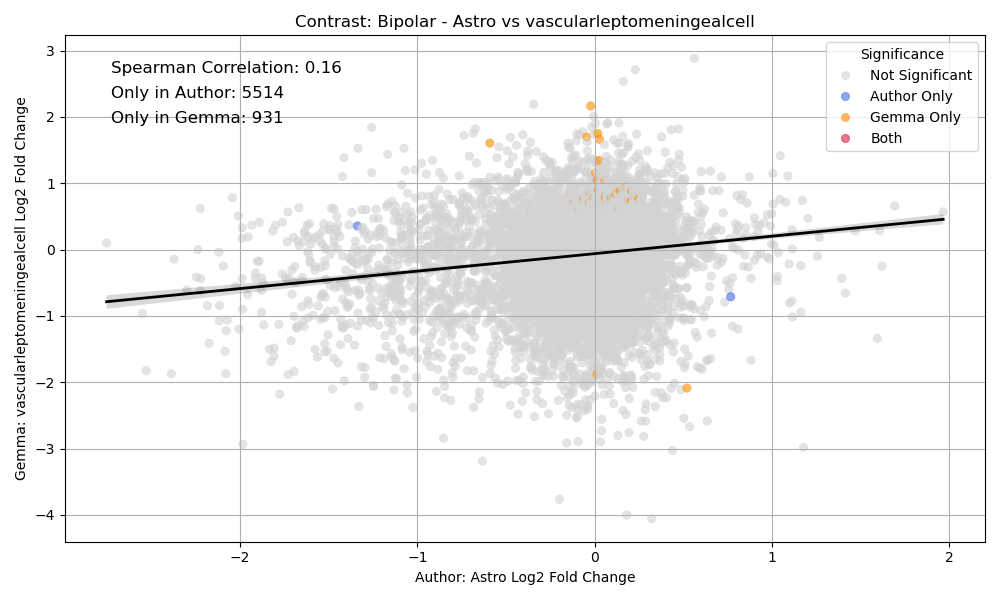 Contrast: Bipolar - Astro vs vascularleptomeningealcell
Spearman Correlation: 0.16
Only in Author: 5514
Only in Gemma: 931
Significance
Not Significant
Author Only
Gemma Only
Both
3
2
1
0
−1
−2
−3
−4
Gemma: vascularleptomeningealcell Log2 Fold Change
−2
−1
0
1
2
Author: Astro Log2 Fold Change